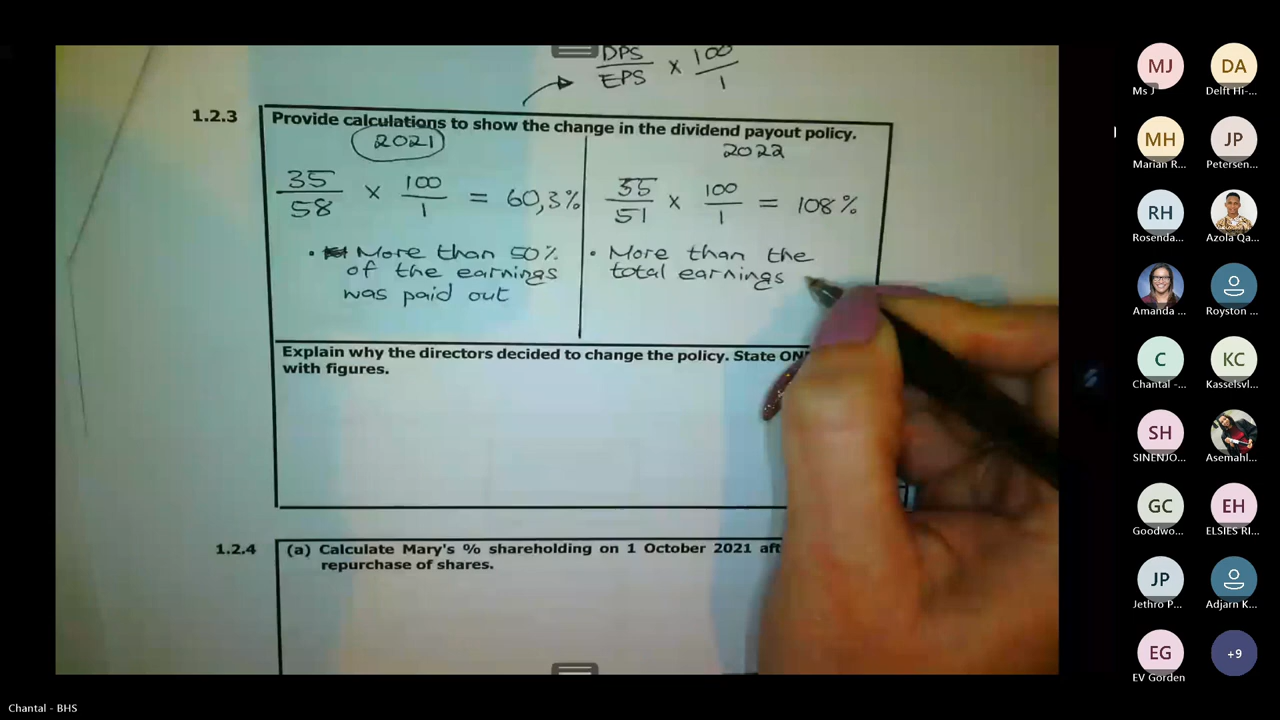 DPS
EPS × 100
1
1.2.3 Provide calculations to show the change in the dividend payout policy.
2021
2022
35/58 × 100/1 = 60,3%
55/51 × 100/1 = 108%
• More than 50%
of the earnings
was paid out
• More than the
total earnings
Explain why the directors decided to change the policy. State
with figures.
1.2.4 (a) Calculate Mary's % shareholding on 1 October 2021
repurchase of shares.
MJ
Ms J
DA
Delft Hi-...
MH
Marian R...
JP
Petersen...
RH
Rosenda...
Azola Qa...
Amanda ...
Royston ...
C
Chantal -...
KC
Kasselsvl...
SH
SINENJO...
Asemahl...
GC
Goodwo...
EH
ELSIES RI...
JP
Jethro P...
Adjarn K...
EG
EV Gorden
+9
Chantal - BHS